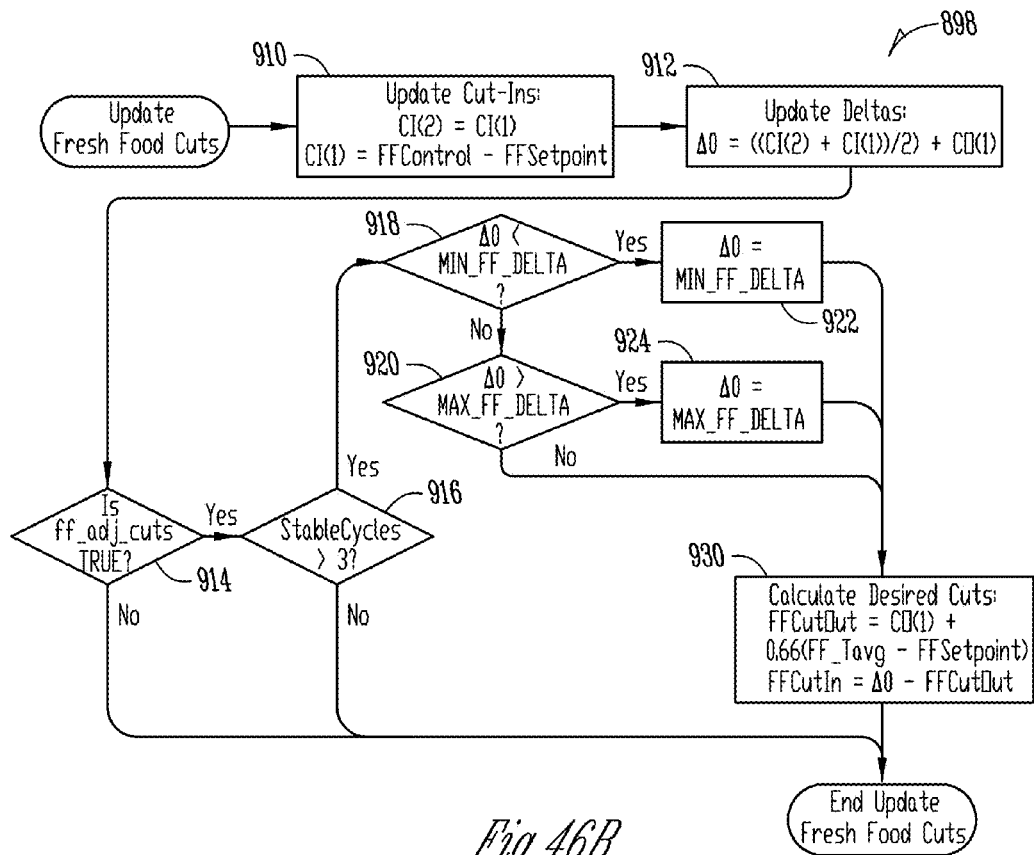 898
910
Update
Fresh Food Cuts
Update Cut-Ins:
CI(2) = CI(1)
CI(1) = FFControl - FFSetpoint
912
Update Deltas:
Δ0 = ((CI(2) + CI(1))/2) + CO(1)
918
Δ0 <
MIN_FF_DELTA
?
Yes
Δ0 =
MIN_FF_DELTA
922
No
920
Δ0 >
MAX_FF_DELTA
?
Yes
924
Δ0 =
MAX_FF_DELTA
No
Is
ff_adj_cuts
TRUE?
914
Yes
No
StableCycles
> 3?
916
Yes
No
930
Calculate Desired Cuts:
FFCutOut = CO(1) +
0.66(FF_Tavg - FFSetpoint)
FFCutIn = Δ0 - FFCutOut
End Update
Fresh Food Cuts
Fig. 46B